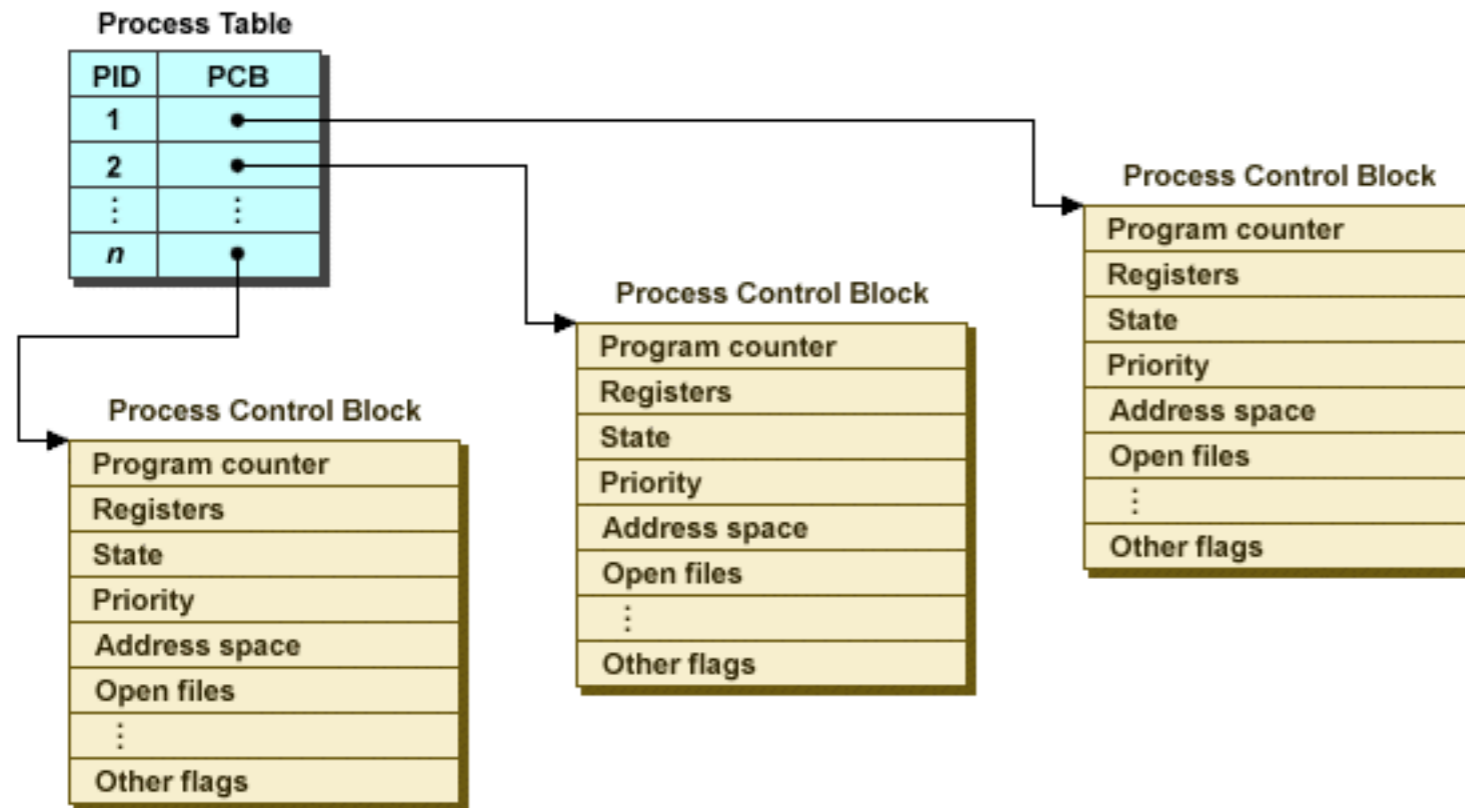 Process Table
PID PCB
1
2
⋮ ⋮
n
Process Control Block
Program counter
Registers
State
Priority
Address space
Open files
⋮
Other flags
Process Control Block
Program counter
Registers
State
Priority
Address space
Open files
⋮
Other flags
Process Control Block
Program counter
Registers
State
Priority
Address space
Open files
⋮
Other flags